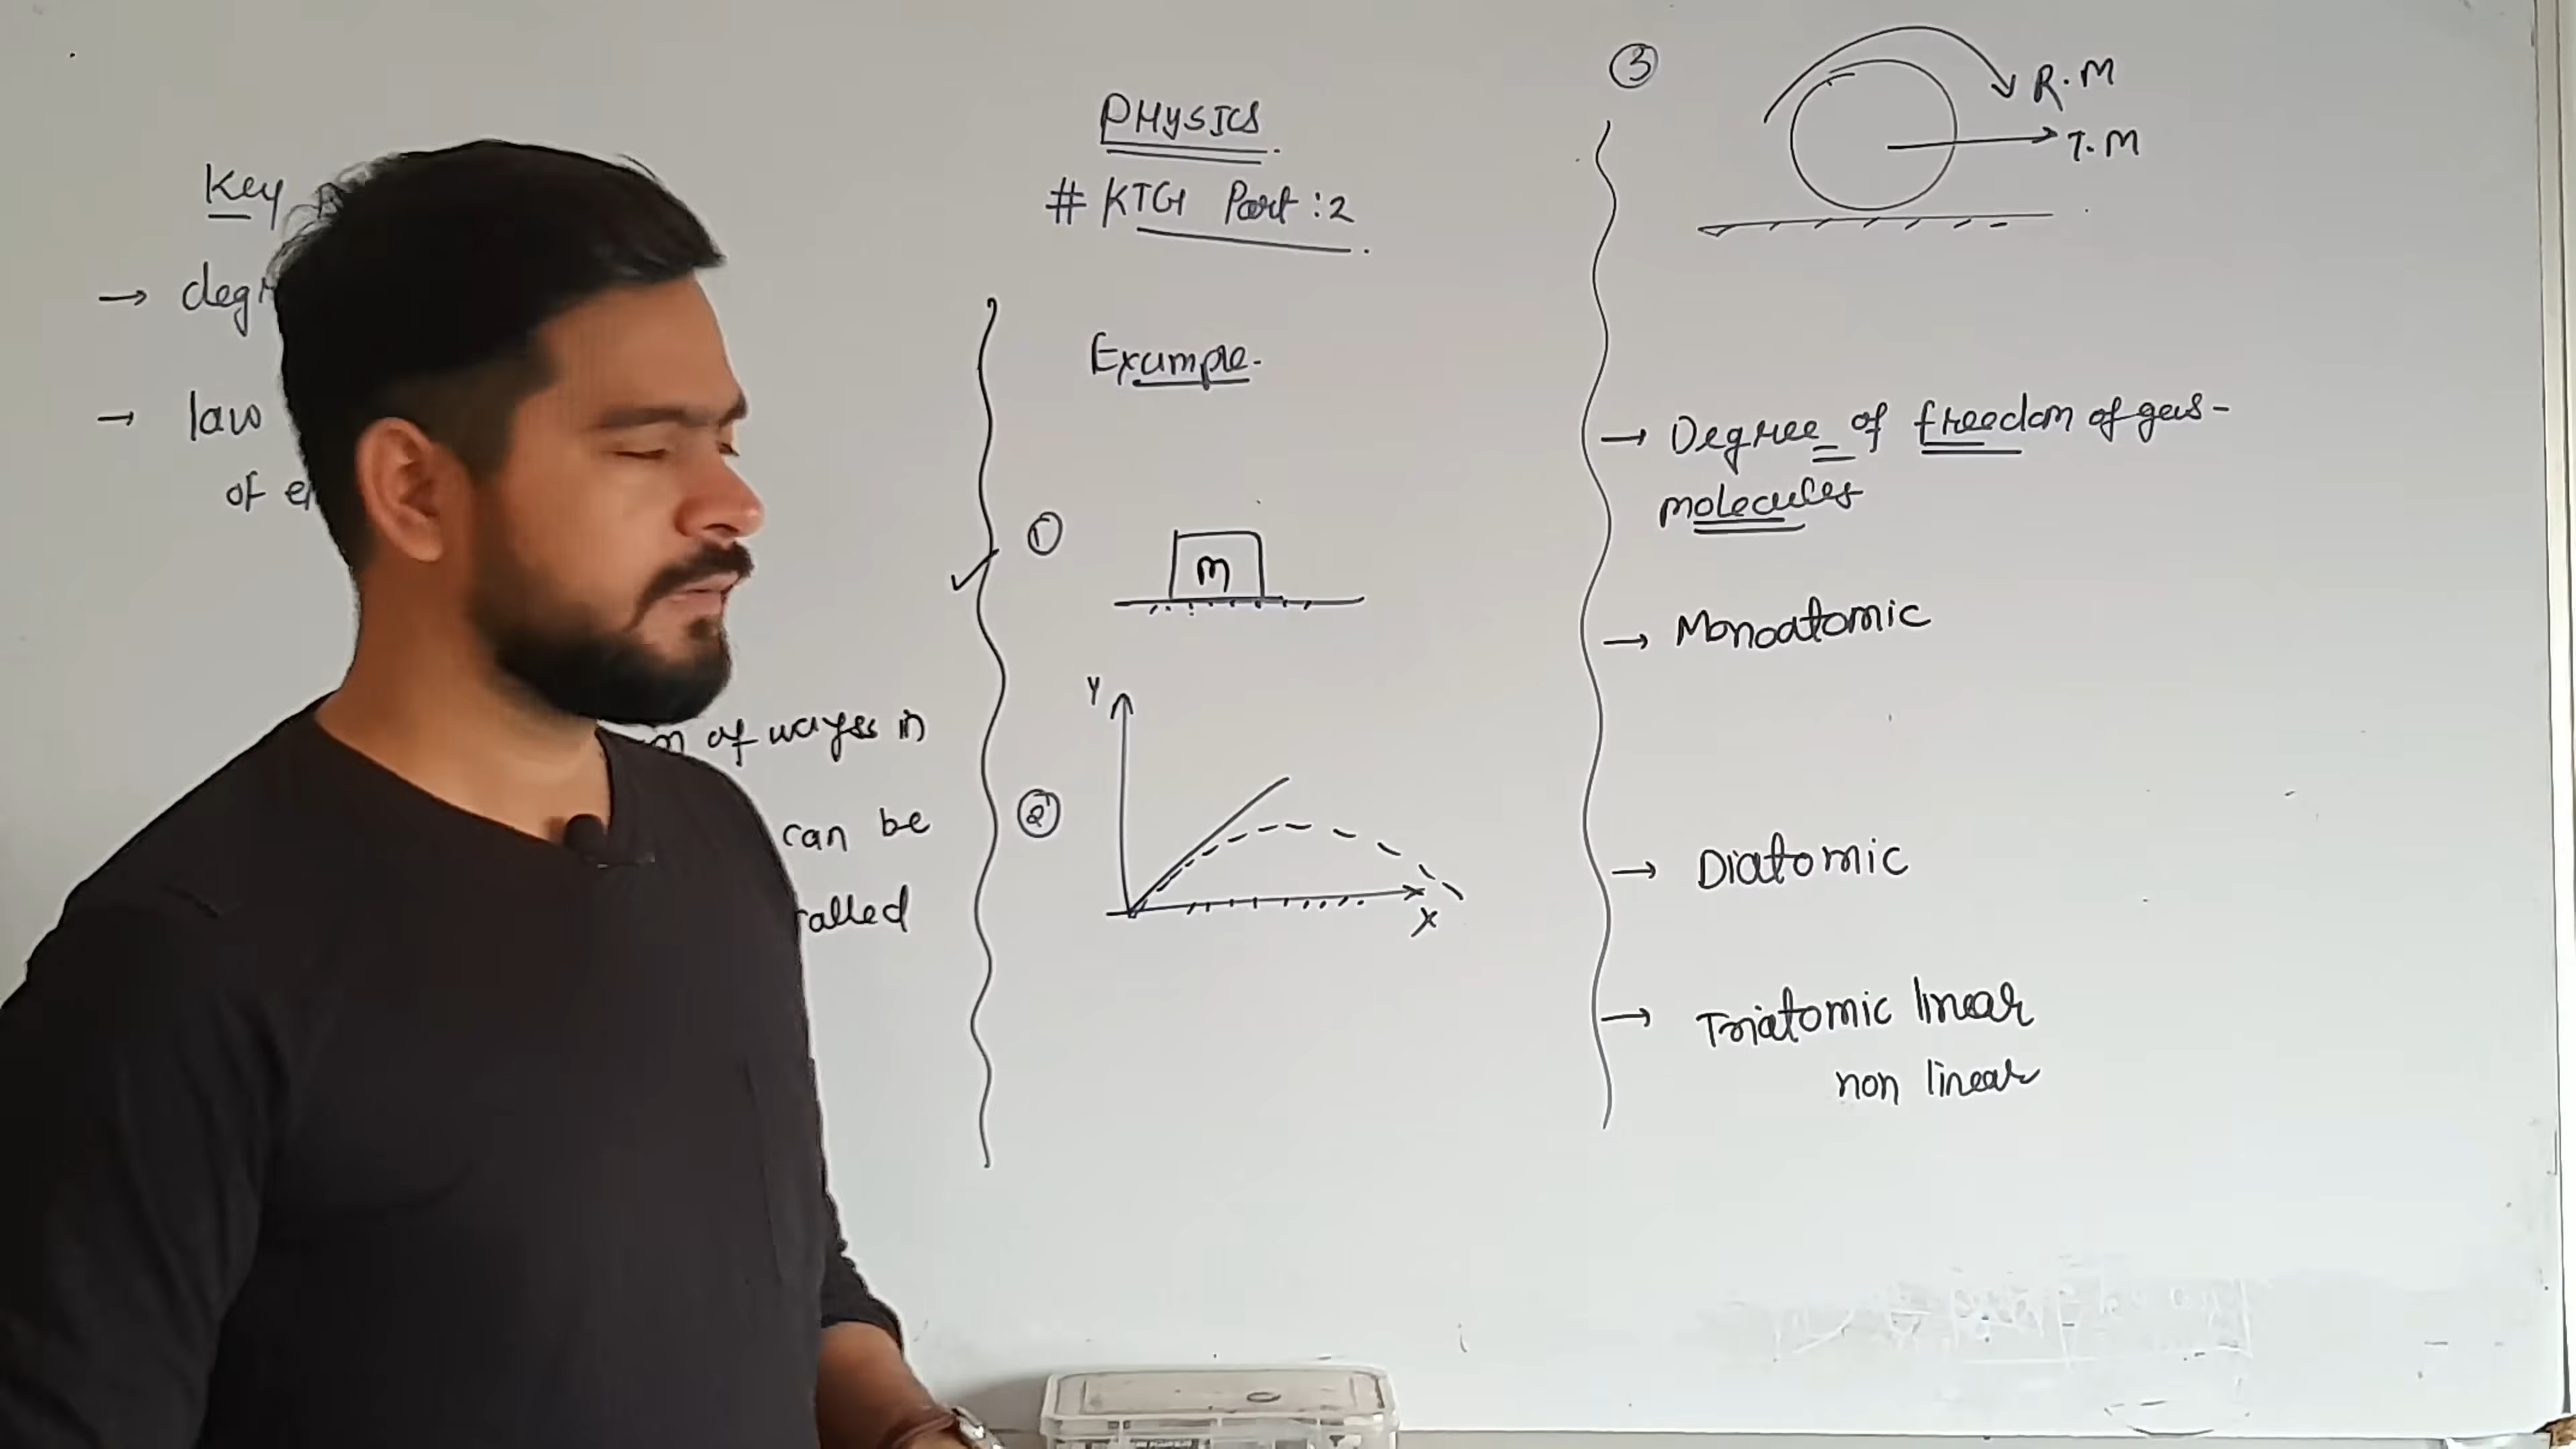 PHYSICS
# KTG Part : 2
Key
→ deg
→ law
of e
of ways in
can be
called
Example.
①
m
②
Y
X
③
R.M
T.M
→ Degree of freedom of gas-
molecules
→ Monoatomic
→ Diatomic
→ Triatomic linear
non linear